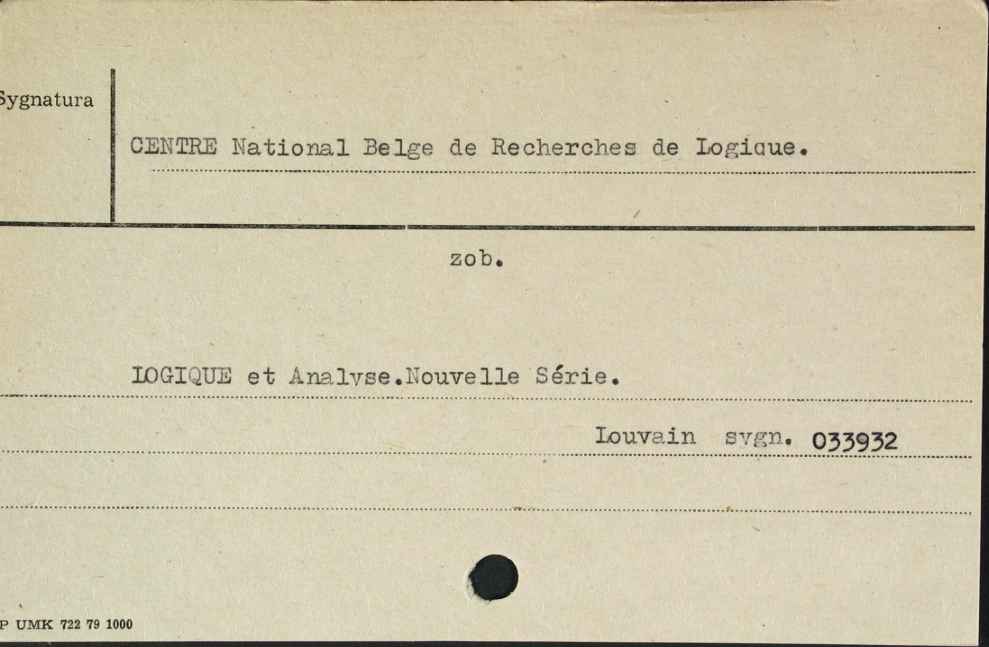 Sygnatura
CENTRE National Belge de Recherches de Logique.
zob.
LOGIQUE et Analyse.Nouvelle Série.
Louvain sygn. 033932
P UMK 722 79 1000